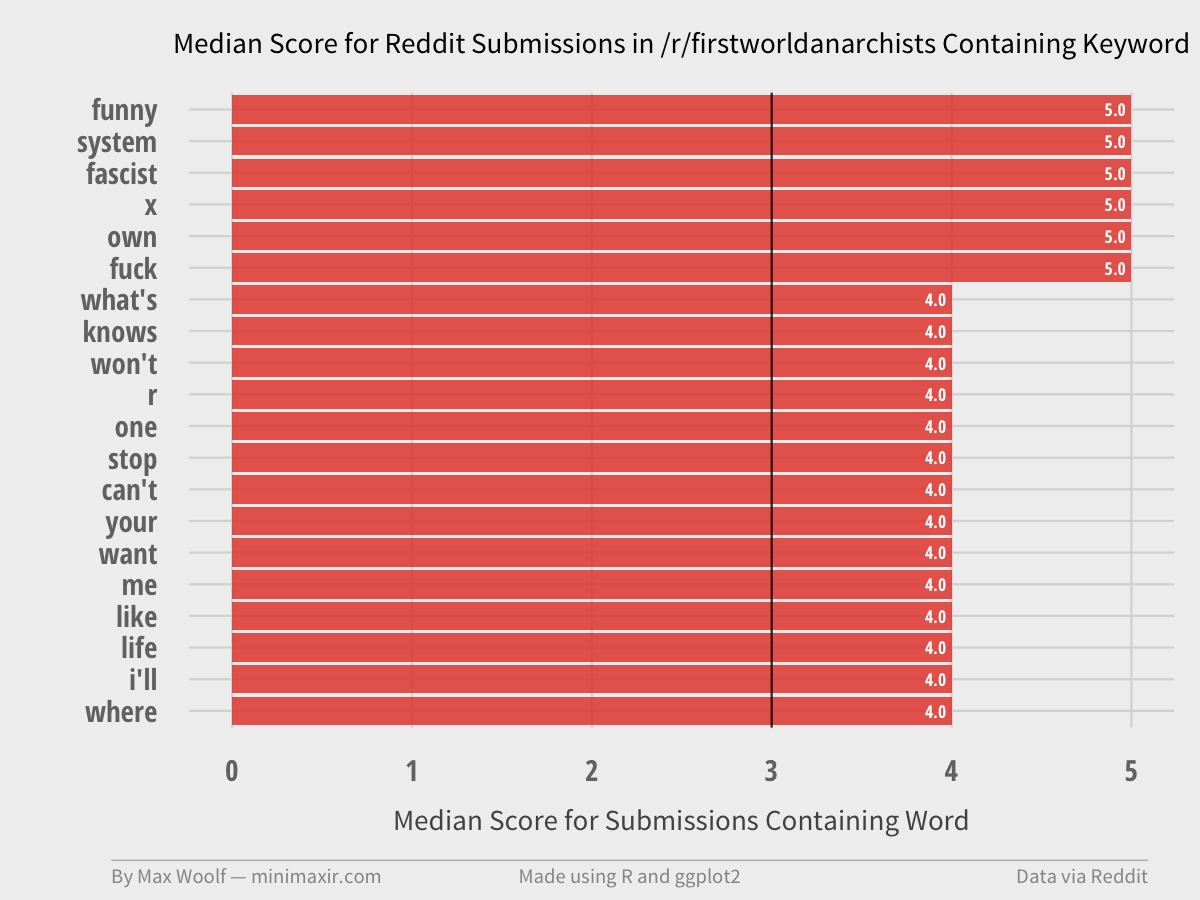 Median Score for Reddit Submissions in /r/firstworldanarchists Containing Keyword
funny 5.0
system 5.0
fascist 5.0
x 5.0
own 5.0
fuck 5.0
what's 4.0
knows 4.0
won't 4.0
r 4.0
one 4.0
stop 4.0
can't 4.0
your 4.0
want 4.0
me 4.0
like 4.0
life 4.0
i'll 4.0
where 4.0
0 1 2 3 4 5
Median Score for Submissions Containing Word
By Max Woolf — minimaxir.com Made using R and ggplot2 Data via Reddit